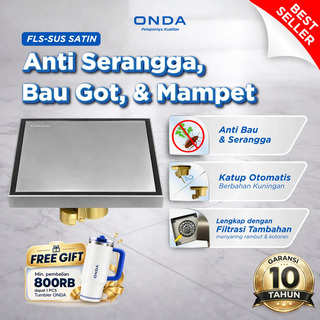 ONDA
Pelopornya Kualitas
BEST
SELLER
FLS-SUS SATIN
Anti Serangga,
Bau Got, & Mampet
ONDA
Anti Bau
& Serangga
Katup Otomatis
Berbahan Kuningan
Lengkap dengan
Filtrasi Tambahan
menyaring rambut & kotoran
FREE GIFT
Min. pembelian
800RB
dapat 1 PCS
Tumbler ONDA
ONDA
GARANSI
10
TAHUN